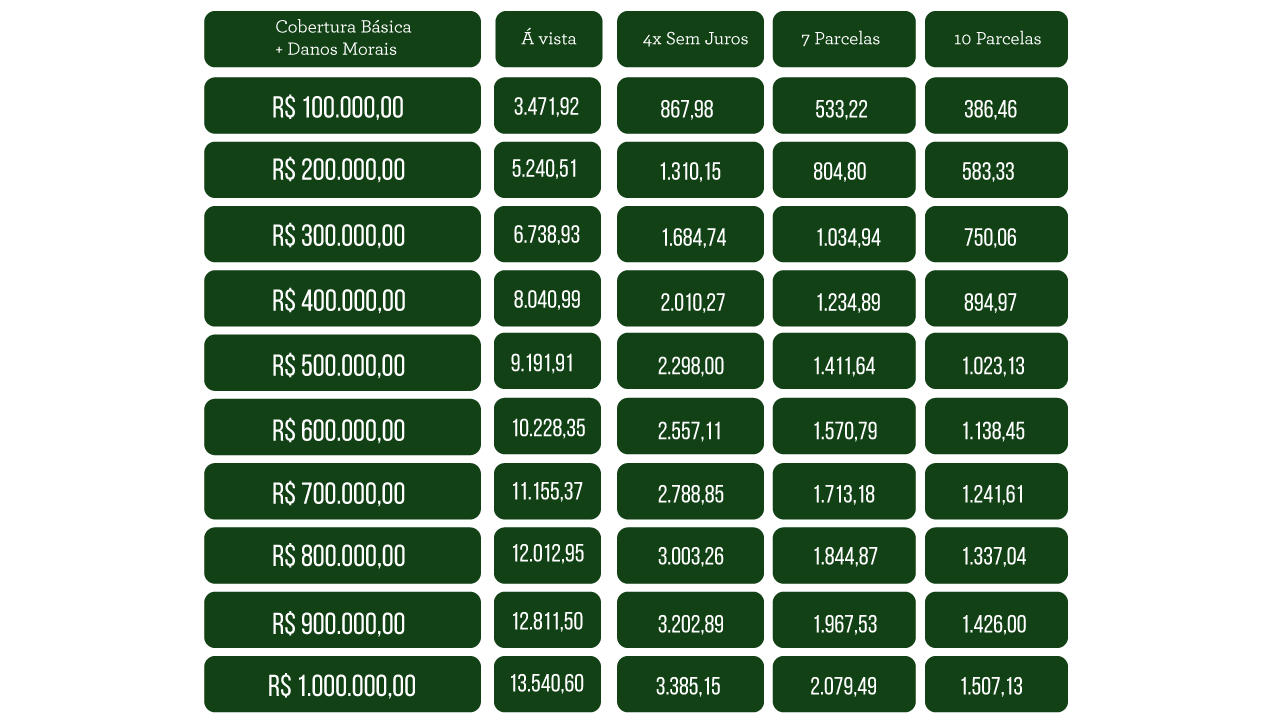 Cobertura Básica
+ Danos Morais
Á vista
4x Sem Juros
7 Parcelas
10 Parcelas
R$ 100.000,00 3.471,92 867,98 533,22 386,46
R$ 200.000,00 5.240,51 1.310,15 804,80 583,33
R$ 300.000,00 6.738,93 1.684,74 1.034,94 750,06
R$ 400.000,00 8.040,99 2.010,27 1.234,89 894,97
R$ 500.000,00 9.191,91 2.298,00 1.411,64 1.023,13
R$ 600.000,00 10.228,35 2.557,11 1.570,79 1.138,45
R$ 700.000,00 11.155,37 2.788,85 1.713,18 1.241,61
R$ 800.000,00 12.012,95 3.003,26 1.844,87 1.337,04
R$ 900.000,00 12.811,50 3.202,89 1.967,53 1.426,00
R$ 1.000.000,00 13.540,60 3.385,15 2.079,49 1.507,13